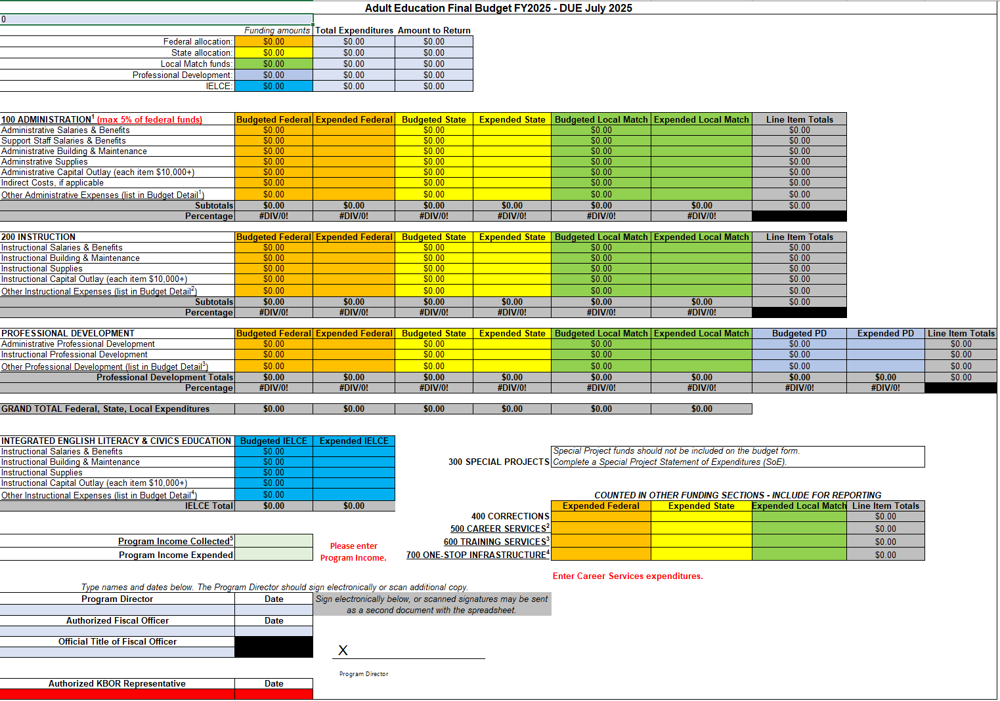 Adult Education Final Budget FY2025 - DUE July 2025
0
Funding amounts Total Expenditures Amount to Return
Federal allocation: $0.00 $0.00 $0.00
State allocation: $0.00 $0.00 $0.00
Local Match funds: $0.00 $0.00 $0.00
Professional Development: $0.00 $0.00 $0.00
IELCE: $0.00 $0.00 $0.00
100 ADMINISTRATION1 (max 5% of federal funds) Budgeted Federal Expended Federal Budgeted State Expended State Budgeted Local Match Expended Local Match Line Item Totals
Administrative Salaries & Benefits $0.00 $0.00 $0.00 $0.00
Support Staff Salaries & Benefits $0.00 $0.00 $0.00 $0.00
Administrative Building & Maintenance $0.00 $0.00 $0.00 $0.00
Adminstrative Supplies $0.00 $0.00 $0.00 $0.00
Administrative Capital Outlay (each item $10,000+) $0.00 $0.00 $0.00 $0.00
Indirect Costs, if applicable $0.00 $0.00 $0.00 $0.00
Other Administrative Expenses (list in Budget Detail1) $0.00 $0.00 $0.00 $0.00
Subtotals $0.00 $0.00 $0.00 $0.00 $0.00 $0.00 $0.00
Percentage #DIV/0! #DIV/0! #DIV/0! #DIV/0! #DIV/0! #DIV/0!
200 INSTRUCTION Budgeted Federal Expended Federal Budgeted State Expended State Budgeted Local Match Expended Local Match Line Item Totals
Instructional Salaries & Benefits $0.00 $0.00 $0.00 $0.00
Instructional Building & Maintenance $0.00 $0.00 $0.00 $0.00
Instructional Supplies $0.00 $0.00 $0.00 $0.00
Instructional Capital Outlay (each item $10,000+) $0.00 $0.00 $0.00 $0.00
Other Instructional Expenses (list in Budget Detail2) $0.00 $0.00 $0.00 $0.00
Subtotals $0.00 $0.00 $0.00 $0.00 $0.00 $0.00 $0.00
Percentage #DIV/0! #DIV/0! #DIV/0! #DIV/0! #DIV/0! #DIV/0!
PROFESSIONAL DEVELOPMENT Budgeted Federal Expended Federal Budgeted State Expended State Budgeted Local Match Expended Local Match Budgeted PD Expended PD Line Item Totals
Administrative Professional Development $0.00 $0.00 $0.00 $0.00 $0.00
Instructional Professional Development $0.00 $0.00 $0.00 $0.00 $0.00
Other Professional Development (list in Budget Detail3) $0.00 $0.00 $0.00 $0.00 $0.00
Professional Development Totals $0.00 $0.00 $0.00 $0.00 $0.00 $0.00 $0.00 $0.00 $0.00
Percentage #DIV/0! #DIV/0! #DIV/0! #DIV/0! #DIV/0! #DIV/0! #DIV/0! #DIV/0!
GRAND TOTAL Federal, State, Local Expenditures $0.00 $0.00 $0.00 $0.00 $0.00 $0.00
INTEGRATED ENGLISH LITERACY & CIVICS EDUCATION Budgeted IELCE Expended IELCE
Instructional Salaries & Benefits $0.00
Instructional Building & Maintenance $0.00
Instructional Supplies $0.00
Instructional Capital Outlay (each item $10,000+) $0.00
Other Instructional Expenses (list in Budget Detail4) $0.00
IELCE Total $0.00 $0.00
300 SPECIAL PROJECTS
Special Project funds should not be included on the budget form.
Complete a Special Project Statement of Expenditures (SoE).
COUNTED IN OTHER FUNDING SECTIONS - INCLUDE FOR REPORTING
Expended Federal Expended State Expended Local Match Line Item Totals
400 CORRECTIONS $0.00
500 CAREER SERVICES2 $0.00
600 TRAINING SERVICES3 $0.00
700 ONE-STOP INFRASTRUCTURE4 $0.00
Enter Career Services expenditures.
Program Income Collected5
Program Income Expended
Please enter
Program Income.
Type names and dates below. The Program Director should sign electronically or scan additional copy.
Program Director Date
Sign electronically below, or scanned signatures may be sent
as a second document with the spreadsheet.
Authorized Fiscal Officer Date
Official Title of Fiscal Officer
X
Program Director
Authorized KBOR Representative Date